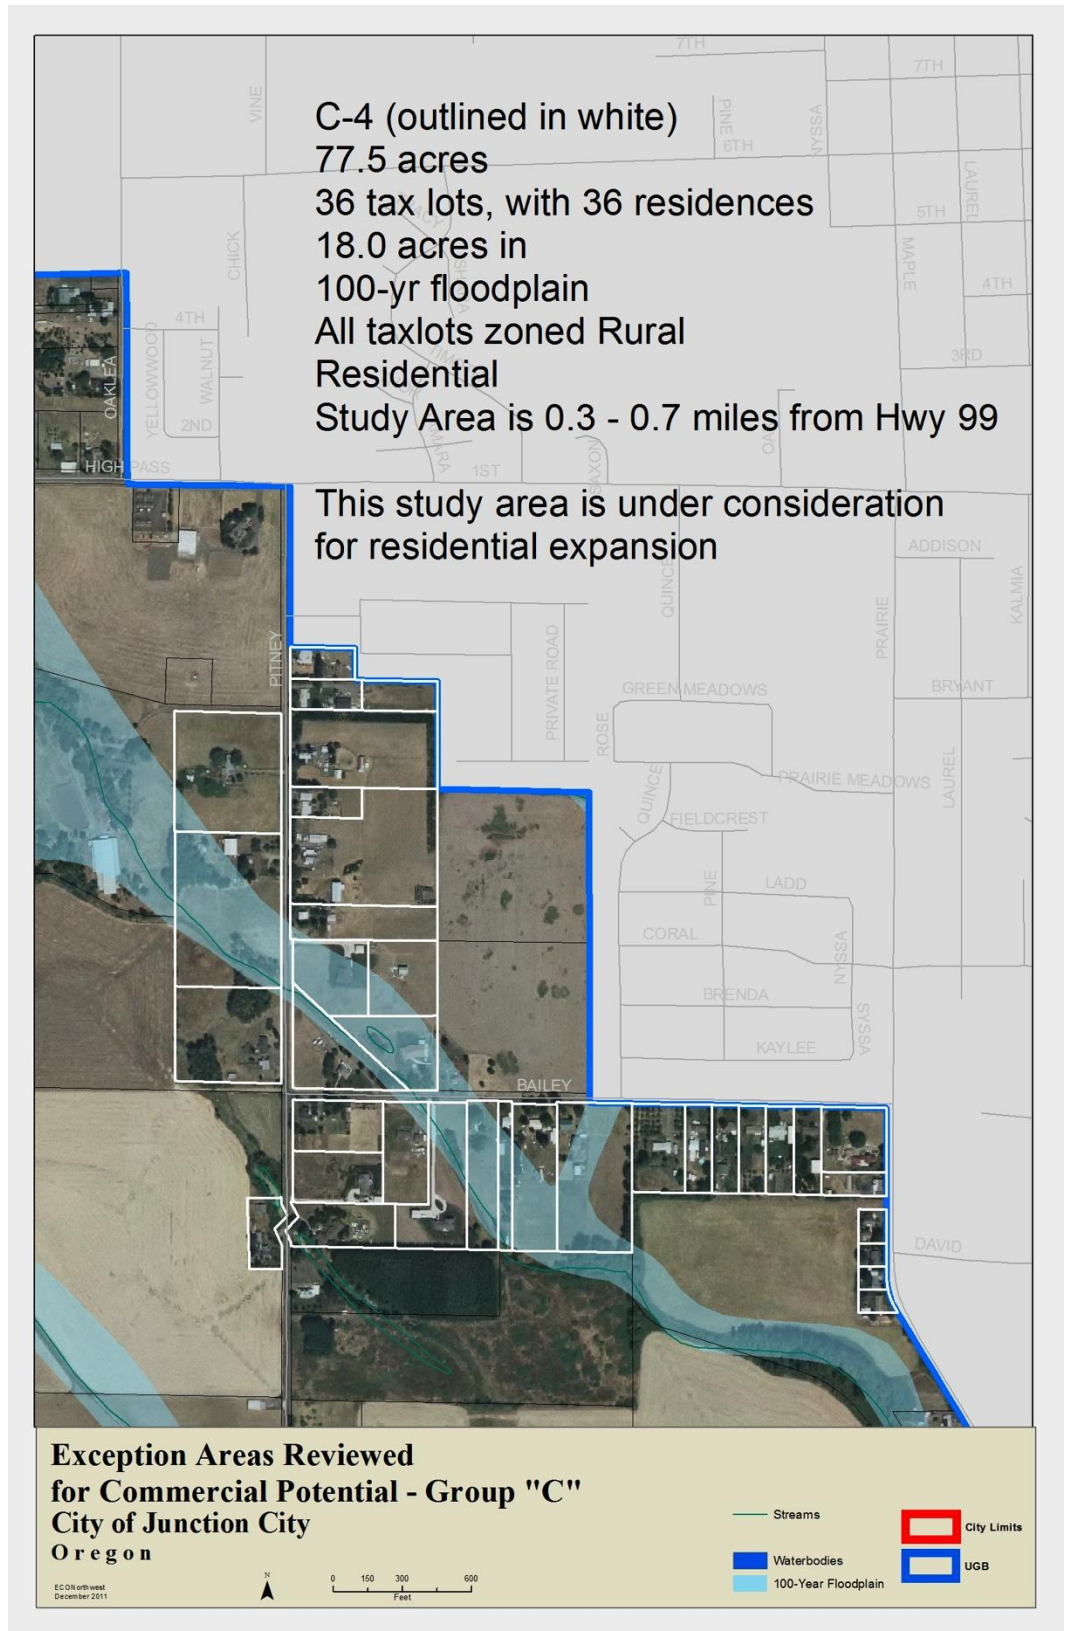 7TH
7TH
VINE
PINE
NYSSA
6TH
C-4 (outlined in white)
77.5 acres
36 tax lots, with 36 residences
18.0 acres in
100-yr floodplain
All taxlots zoned Rural
Residential
Study Area is 0.3 - 0.7 miles from Hwy 99
This study area is under consideration
for residential expansion
LAUREL
5TH
CHICK
MAPLE
4TH
4TH
OAKLEA
YELLOWWOOD
WALNUT
3RD
2ND
HIGH PASS
1ST
SAXON
ADDISON
QUINCE
KALMIA
PRAIRIE
PITNEY
PRIVATE ROAD
GREEN MEADOWS
BRYANT
ROSE
QUINCE
PRAIRIE MEADOWS
LAUREL
FIELDCREST
PINE
LADD
CORAL
NYSSA
BRENDA
SYSSA
KAYLEE
BAILEY
DAVID
Exception Areas Reviewed
for Commercial Potential - Group "C"
City of Junction City
Oregon
ECONorthwest
December 2011
N
0 150 300 600
Feet
Streams
Waterbodies
100-Year Floodplain
City Limits
UGB